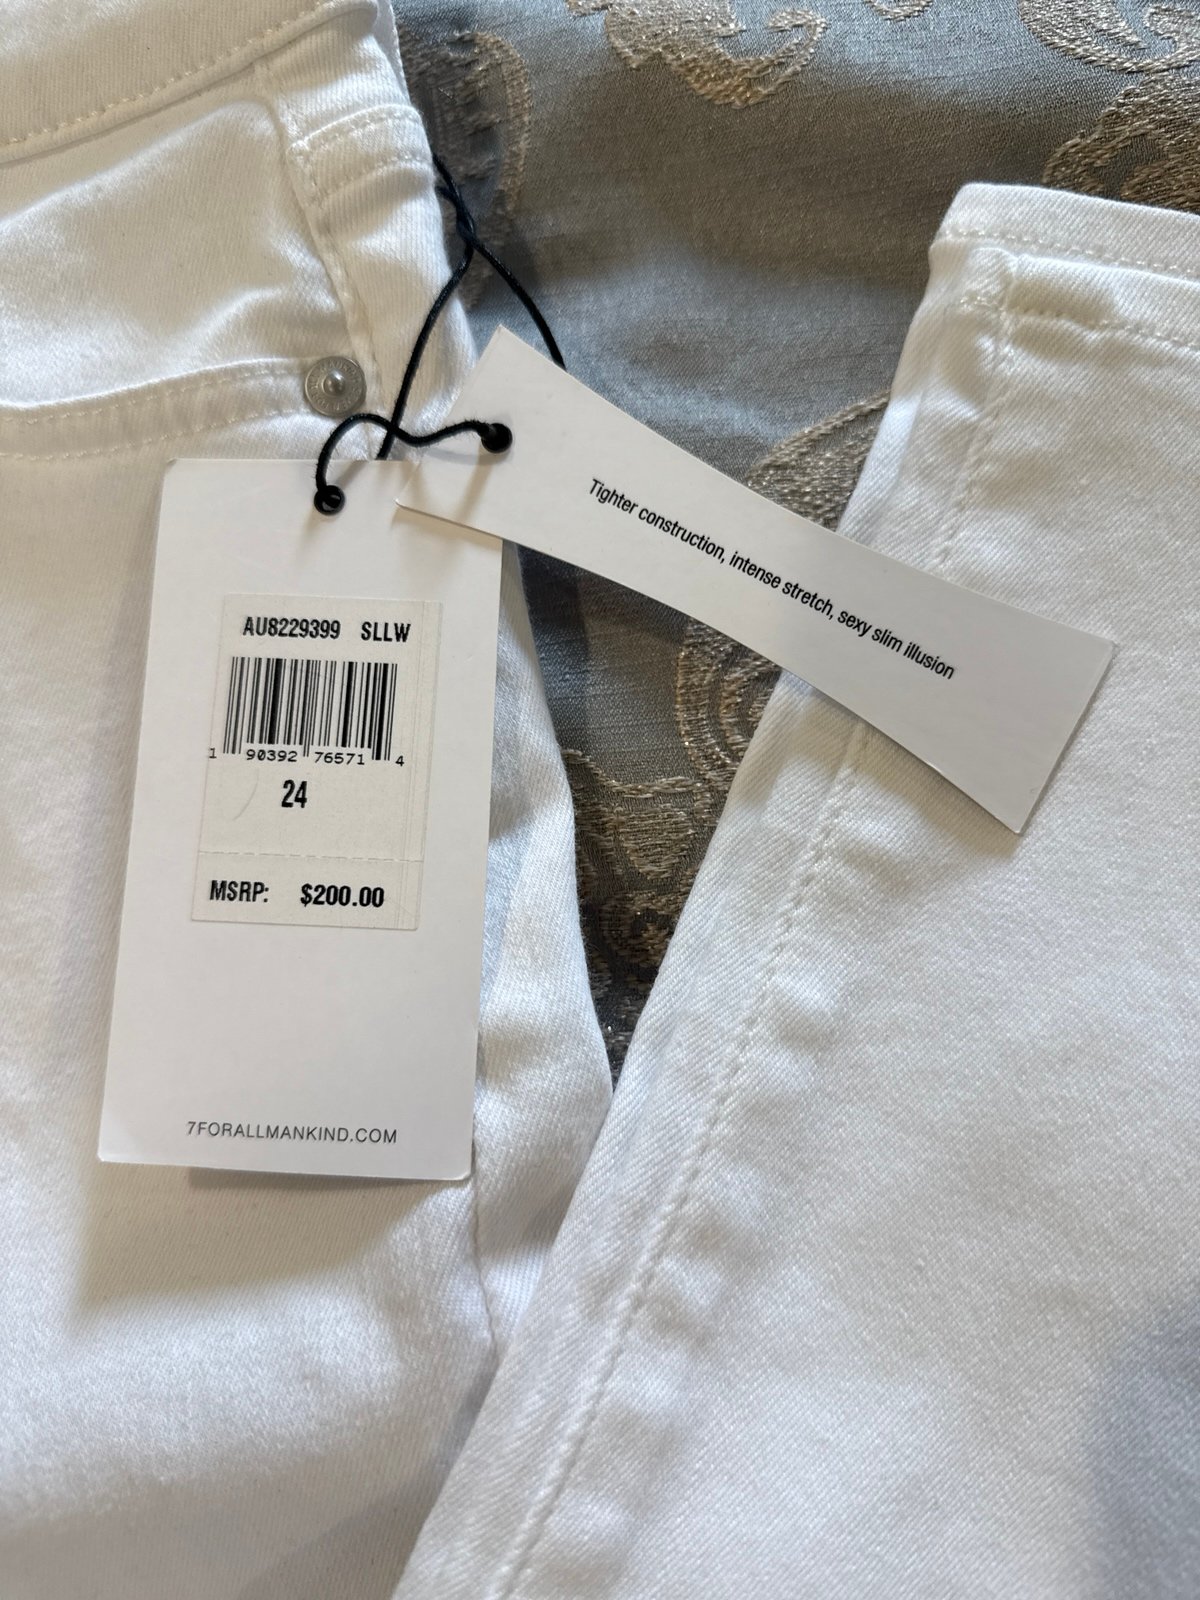 Tighter construction, intense stretch, sexy slim illusion
AU8229399 SLLW
1 90392 76571 4
24
MSRP: $200.00
7FORALLMANKIND.COM